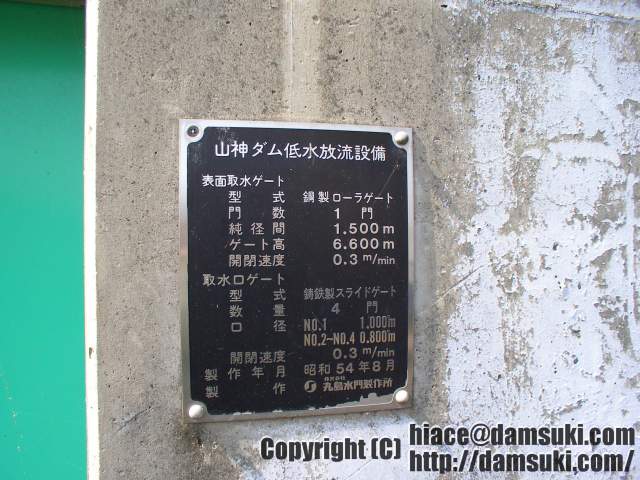 山神ダム低水放流設備
表面取水ゲート
型式 鋼製ローラゲート
門数 1門
純径間 1.500m
ゲート高 6.600m
開閉速度 0.3m/min
取水口ゲート
型式 鋳鉄製スライドゲート
数量 4門
口径 NO.1 1.000m
NO.2-NO.4 0.800m
開閉速度 0.3m/min
製作年月 昭和54年8月
製作 株式会社 丸島水門製作所
Copyright (C) hiace@damsuki.com
http://damsuki.com/